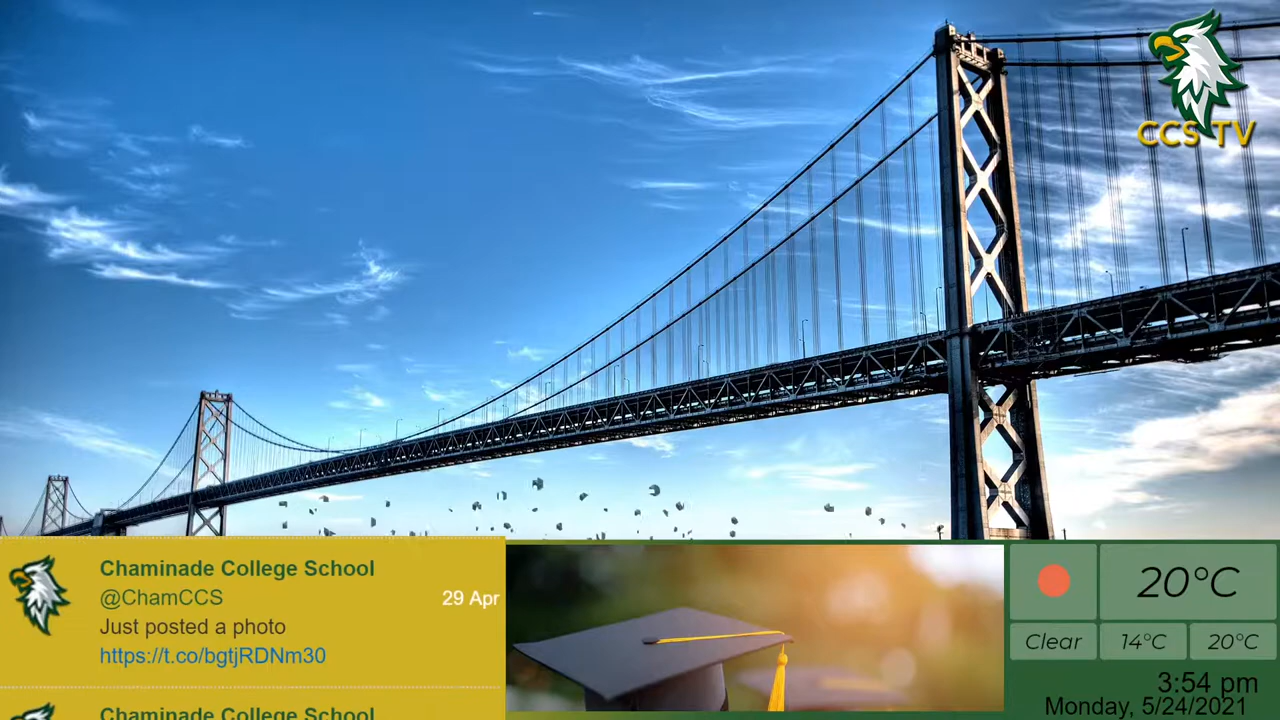 CCS TV
Chaminade College School
@ChamCCS
29 Apr
Just posted a photo
https://t.co/bgtjRDNm30
Chaminade College School
20°C
Clear
14°C
20°C
3:54 pm
Monday, 5/24/2021